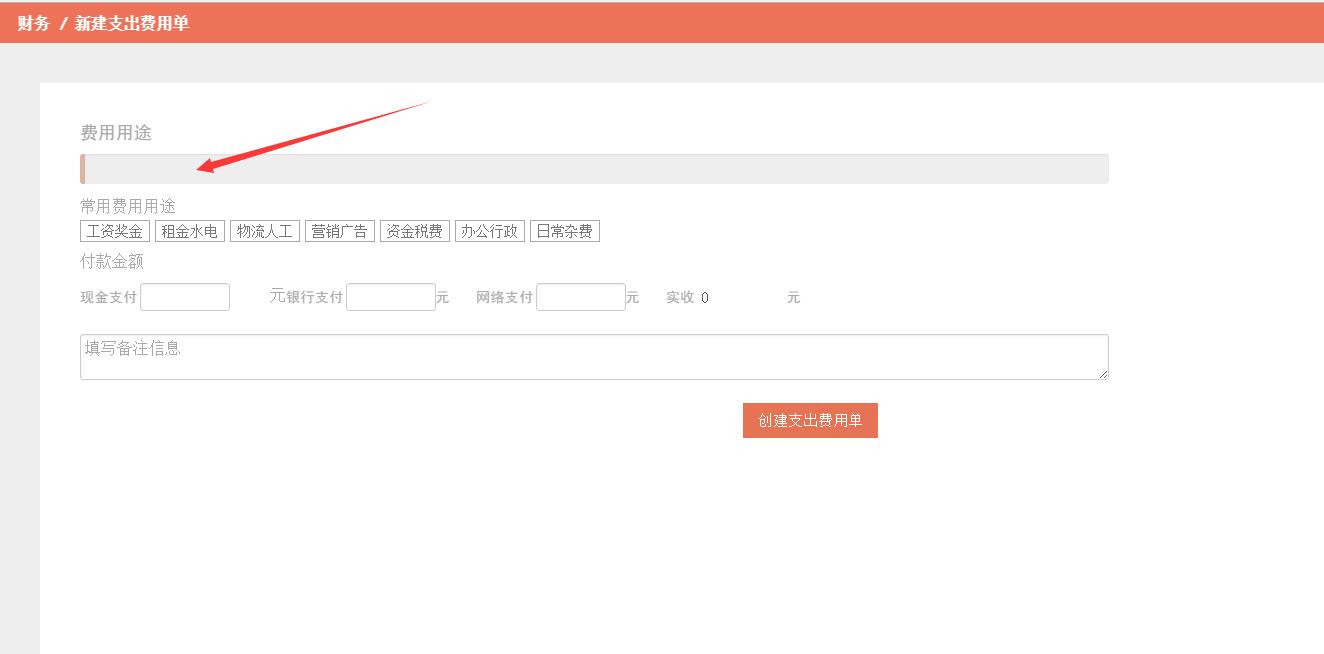 财务 / 新建支出费用单
费用用途
常用费用用途
工资奖金 租金水电 物流人工 营销广告 资金税费 办公行政 日常杂费
付款金额
现金支付 元 银行支付 元 网络支付 元 实收 0 元
填写备注信息
创建支出费用单